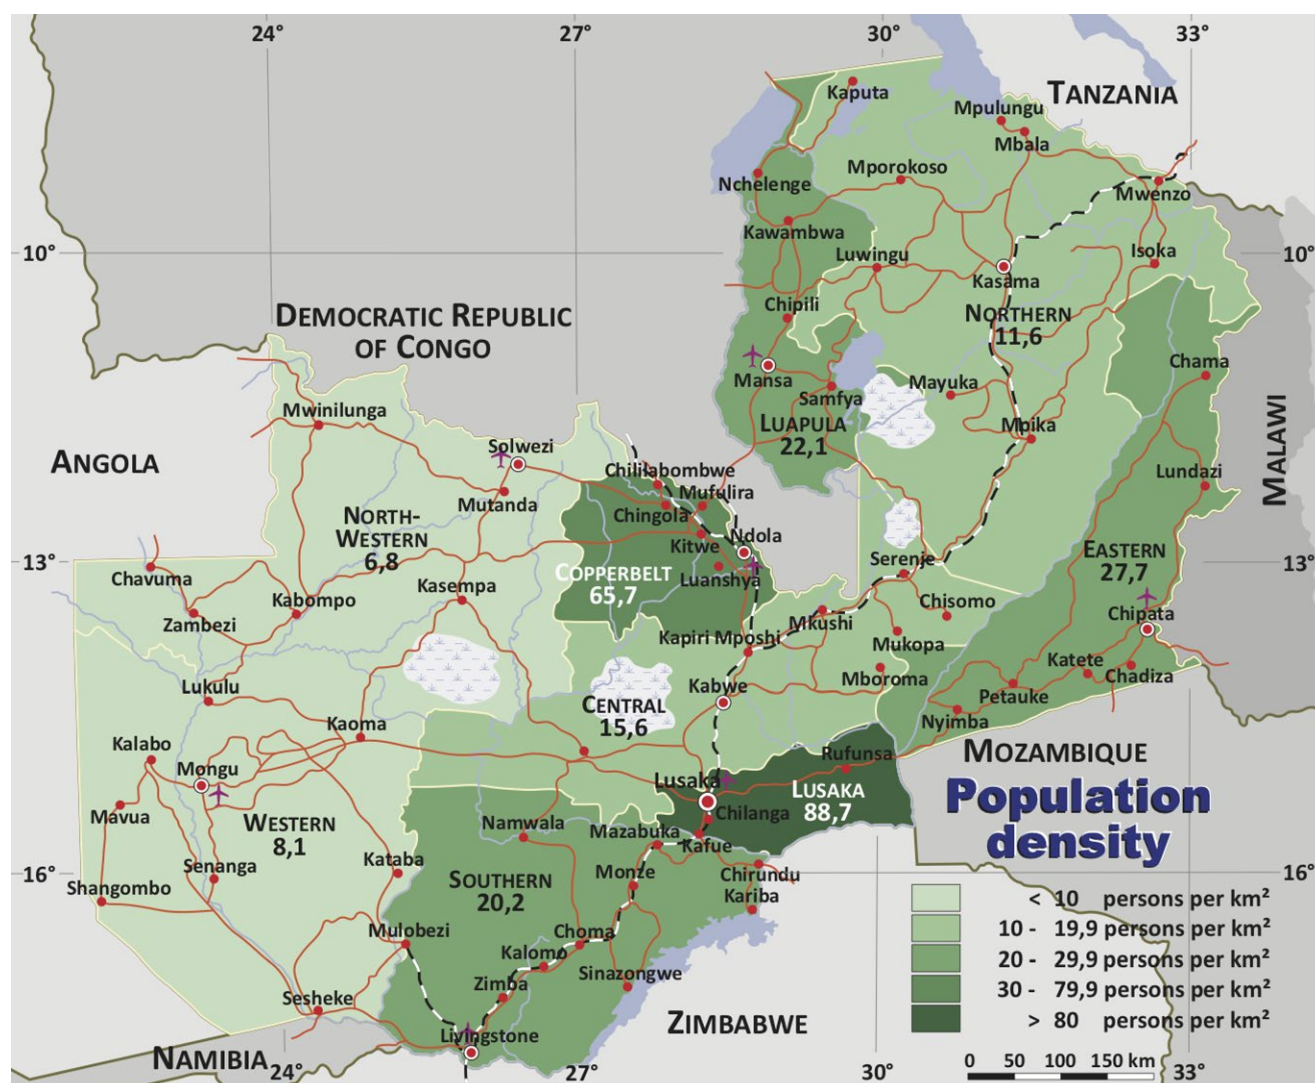 24° 27° 30° 33°
TANZANIA
Kaputa
Mpulungu
Mbala
Nchelenge
Mporokoso
Mwenzo
Kawambwa
10°
Luwingu
Isoka
10°
Kasama
Chipili
NORTHERN
11,6
DEMOCRATIC REPUBLIC
OF CONGO
Chama
Mansa
Mayuka
Samfya
LUAPULA
22,1
Mwinilunga
Mpika
MALAWI
ANGOLA
Solwezi
Chililabombwe
Lundazi
Mutanda
Mufulira
Chingola
NORTH-
WESTERN
6,8
Ndola
Kitwe
EASTERN
27,7
13°
13°
Serenje
Chavuma
COPPERBELT
65,7
Luanshya
Kasempa
Chisomo
Kabompo
Chipata
Zambezi
Mkushi
Kapiri Mposhi
Mukopa
Katete
Mboroma
Chadiza
Lukulu
Kabwe
Petauke
CENTRAL
15,6
Nyimba
Kaoma
Kalabo
Rufunsa
MOZAMBIQUE
Mongu
Lusaka
LUSAKA
88,7
Population
density
Mavua
Chilanga
WESTERN
8,1
Namwala
Mazabuka
Kafue
Senanga
Kataba
Monze
Chirundu
16°
16°
Shangombo
SOUTHERN
20,2
Kariba
< 10 persons per km²
10 - 19,9 persons per km²
20 - 29,9 persons per km²
30 - 79,9 persons per km²
> 80 persons per km²
Mulobezi
Choma
Kalomo
Sinazongwe
Zimba
Sesheke
ZIMBABWE
Livingstone
NAMIBIA
0 50 100 150 km
24° 27° 30° 33°